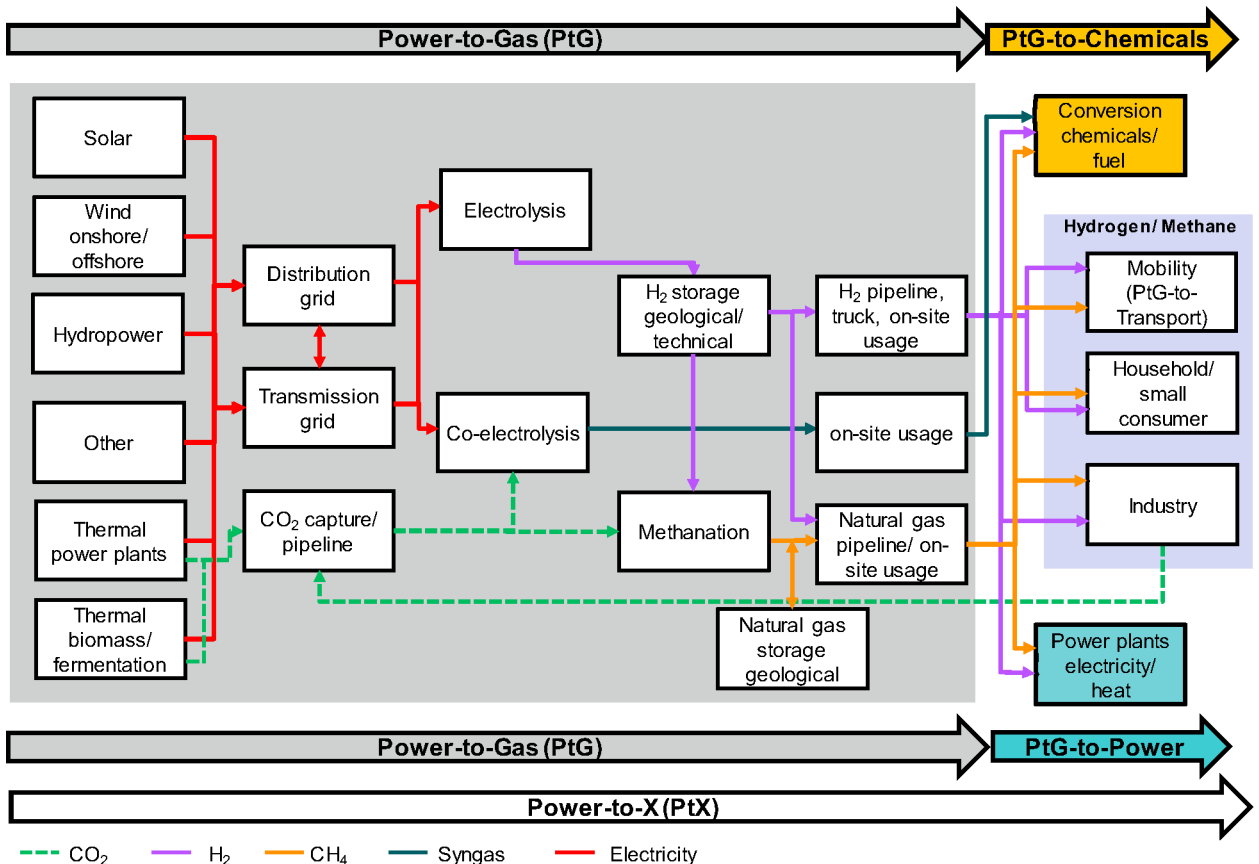 Power-to-Gas (PtG)
PtG-to-Chemicals
Solar
Wind
onshore/
offshore
Hydropower
Other
Thermal
power plants
Thermal
biomass/
fermentation
Distribution
grid
Transmission
grid
CO₂ capture/
pipeline
Electrolysis
Co-electrolysis
H₂ storage
geological/
technical
Methanation
Natural gas
storage
geological
H₂ pipeline,
truck, on-site
usage
on-site usage
Natural gas
pipeline/ on-
site usage
Conversion
chemicals/
fuel
Hydrogen/ Methane
Mobility
(PtG-to-
Transport)
Household/
small
consumer
Industry
Power plants
electricity/
heat
Power-to-Gas (PtG)
PtG-to-Power
Power-to-X (PtX)
CO₂
H₂
CH₄
Syngas
Electricity